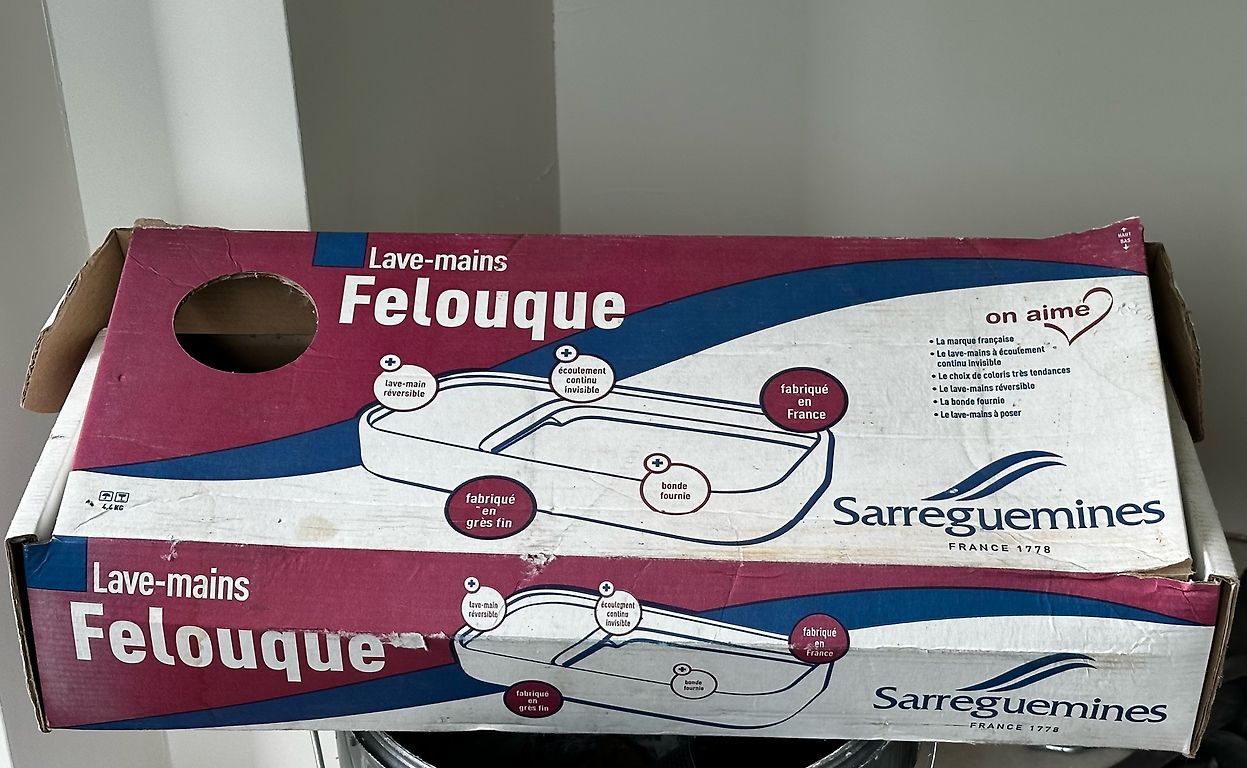 HAUT
BAS
Lave-mains
Felouque
on aime
• La marque française
• Le lave-mains à écoulement
continu invisible
• Le choix de coloris très tendances
• Le lave-mains réversible
• La bonde fournie
• Le lave-mains à poser
+
lave-main
réversible
+
écoulement
continu
invisible
fabriqué
en
France
+
bonde
fournie
fabriqué
en
grès fin
4,4 KG
Sarreguemines
FRANCE 1778
Lave-mains
Felouque
+
lave-main
réversible
+
écoulement
continu
invisible
fabriqué
en
France
+
bonde
fournie
fabriqué
en
grès fin
Sarreguemines
FRANCE 1778